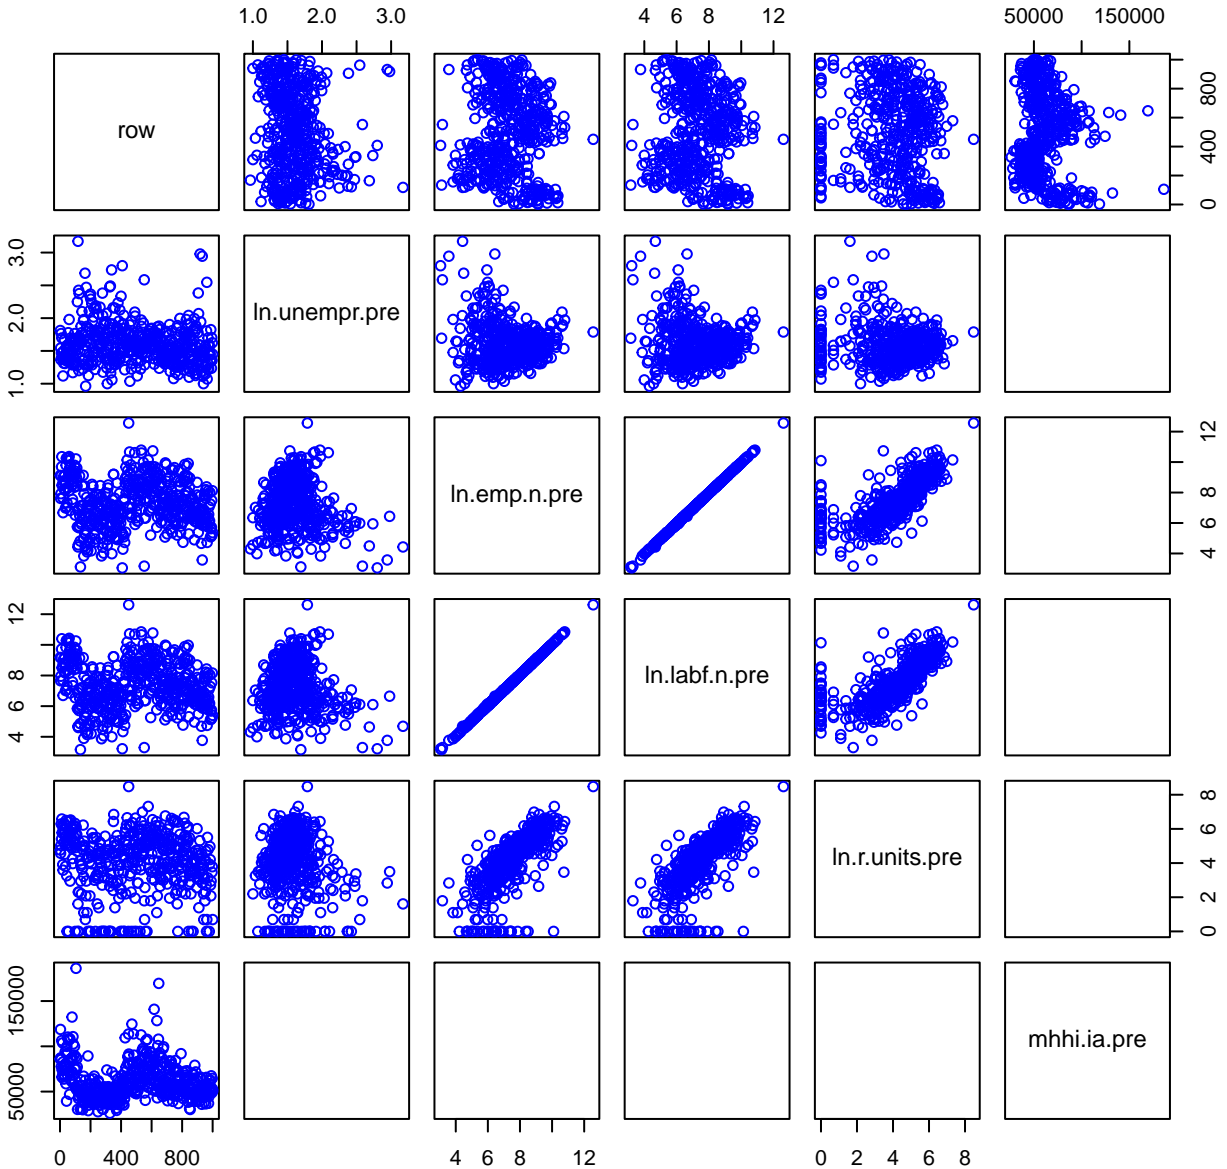 1.0 2.0 3.0 4 6 8 12 50000 150000
row
0 400 800
1.0 2.0 3.0
ln.unempr.pre
ln.emp.n.pre
4 6 8 12
4 6 8 12
ln.labf.n.pre
ln.r.units.pre
0 2 4 6 8
50000 150000
mhhi.ia.pre
0 400 800 4 6 8 12 0 2 4 6 8